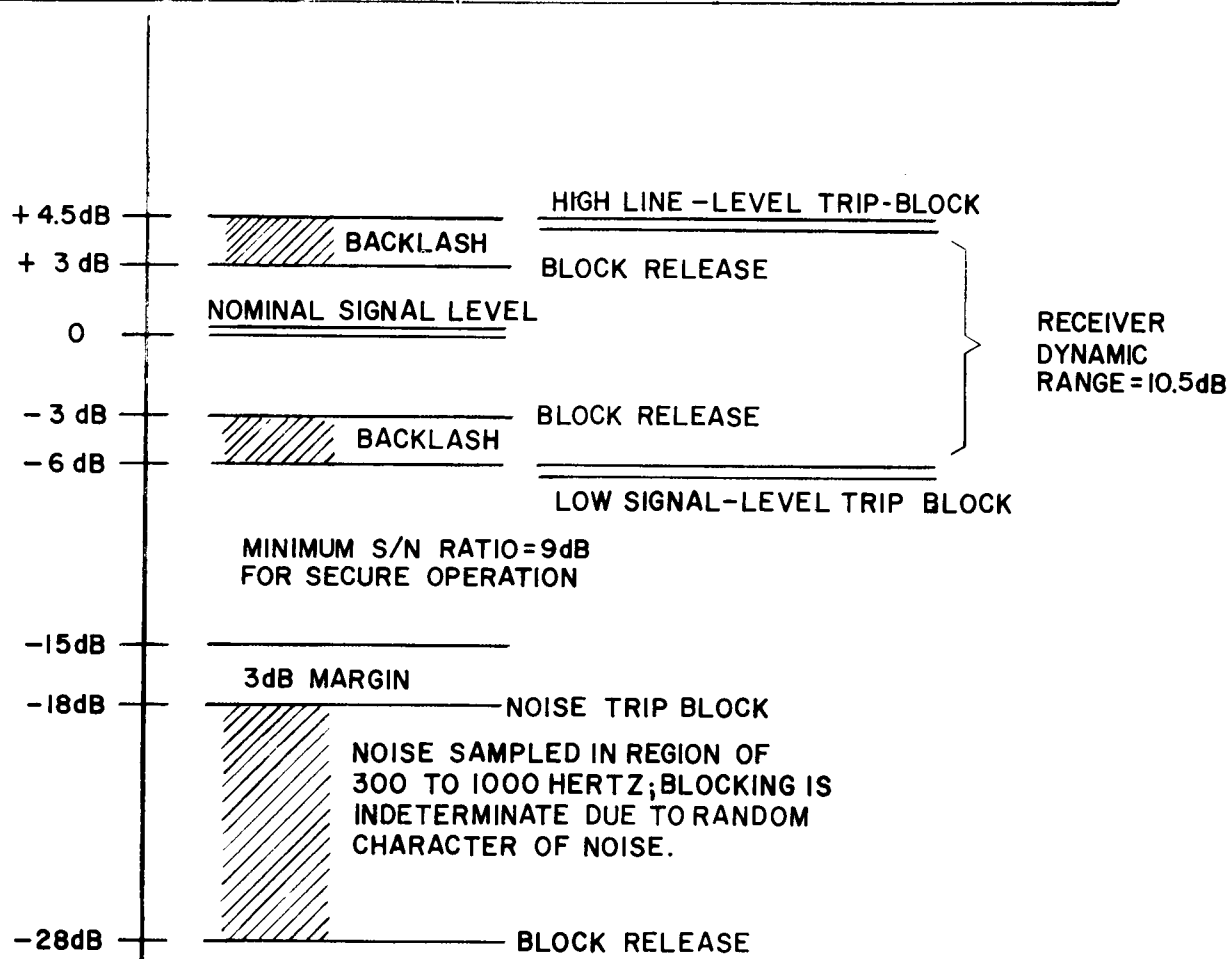 HIGH LINE-LEVEL TRIP-BLOCK
+ 4.5dB
BACKLASH
+ 3 dB
BLOCK RELEASE
NOMINAL SIGNAL LEVEL
0
RECEIVER
DYNAMIC
RANGE=10.5dB
- 3 dB
BLOCK RELEASE
BACKLASH
-6dB
LOW SIGNAL-LEVEL TRIP BLOCK
MINIMUM S/N RATIO=9dB
FOR SECURE OPERATION
-15dB
3dB MARGIN
-18dB
NOISE TRIP BLOCK
NOISE SAMPLED IN REGION OF
300 TO 1000 HERTZ; BLOCKING IS
INDETERMINATE DUE TO RANDOM
CHARACTER OF NOISE.
-28dB
BLOCK RELEASE